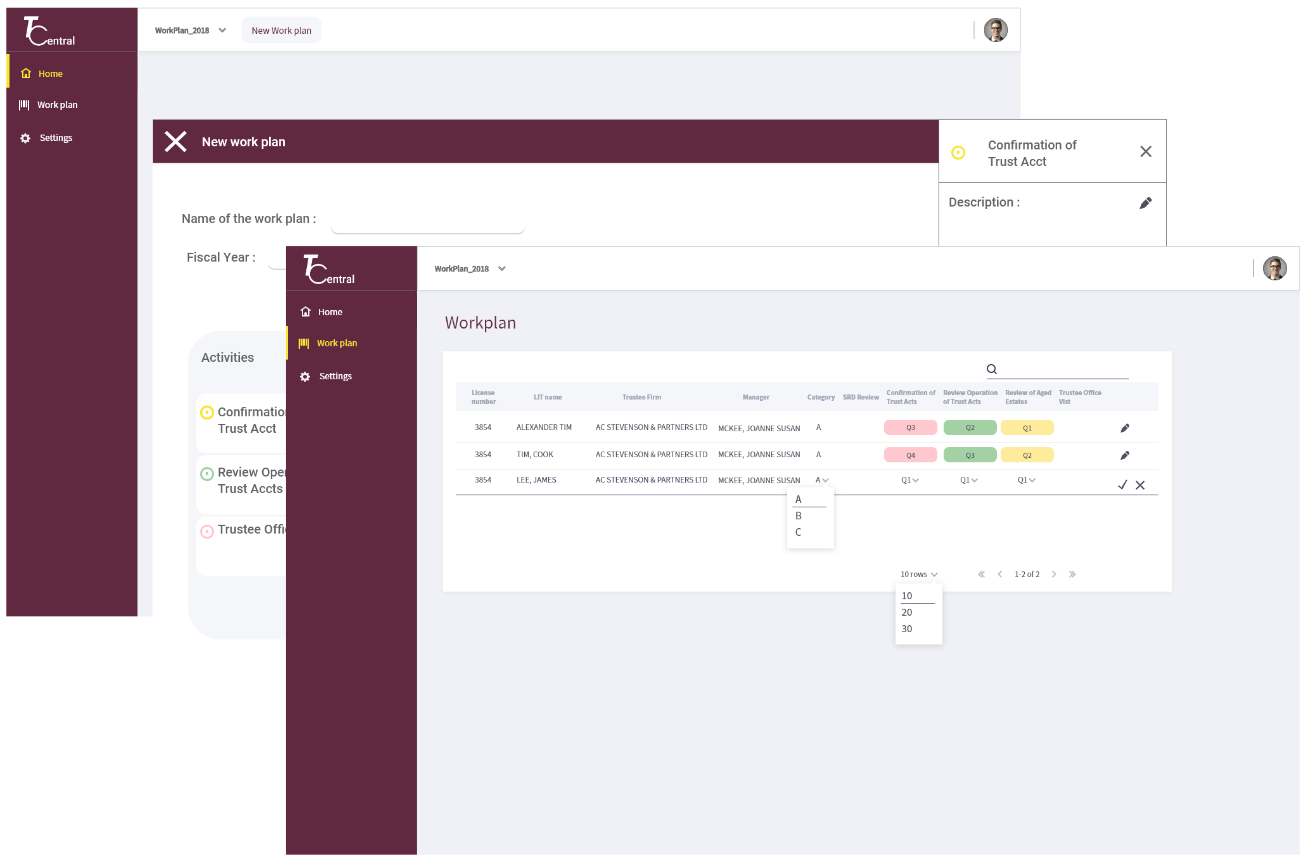 TCentral
WorkPlan_2018
New Work plan
Home
Work plan
Settings
New work plan
Confirmation of
Trust Acct
Description :
Name of the work plan :
Fiscal Year :
Activities
Confirmatio
Trust Acct
Review Oper
Trust Accts
Trustee Offi
TCentral
WorkPlan_2018
Home
Work plan
Settings
Workplan
License number LIT name Trustee Firm Manager Category SRD Review Confirmation of Trust Acts Review Operation of Trust Acts Review of Aged Estates Trustee Office Vist
3854 ALEXANDER TIM AC STEVENSON & PARTNERS LTD MCKEE, JOANNE SUSAN A Q3 Q2 Q1
3854 TIM, COOK AC STEVENSON & PARTNERS LTD MCKEE, JOANNE SUSAN A Q4 Q3 Q2
3854 LEE, JAMES AC STEVENSON & PARTNERS LTD MCKEE, JOANNE SUSAN A Q1 Q1 Q1
A
B
C
10 rows 1-2 of 2
10
20
30